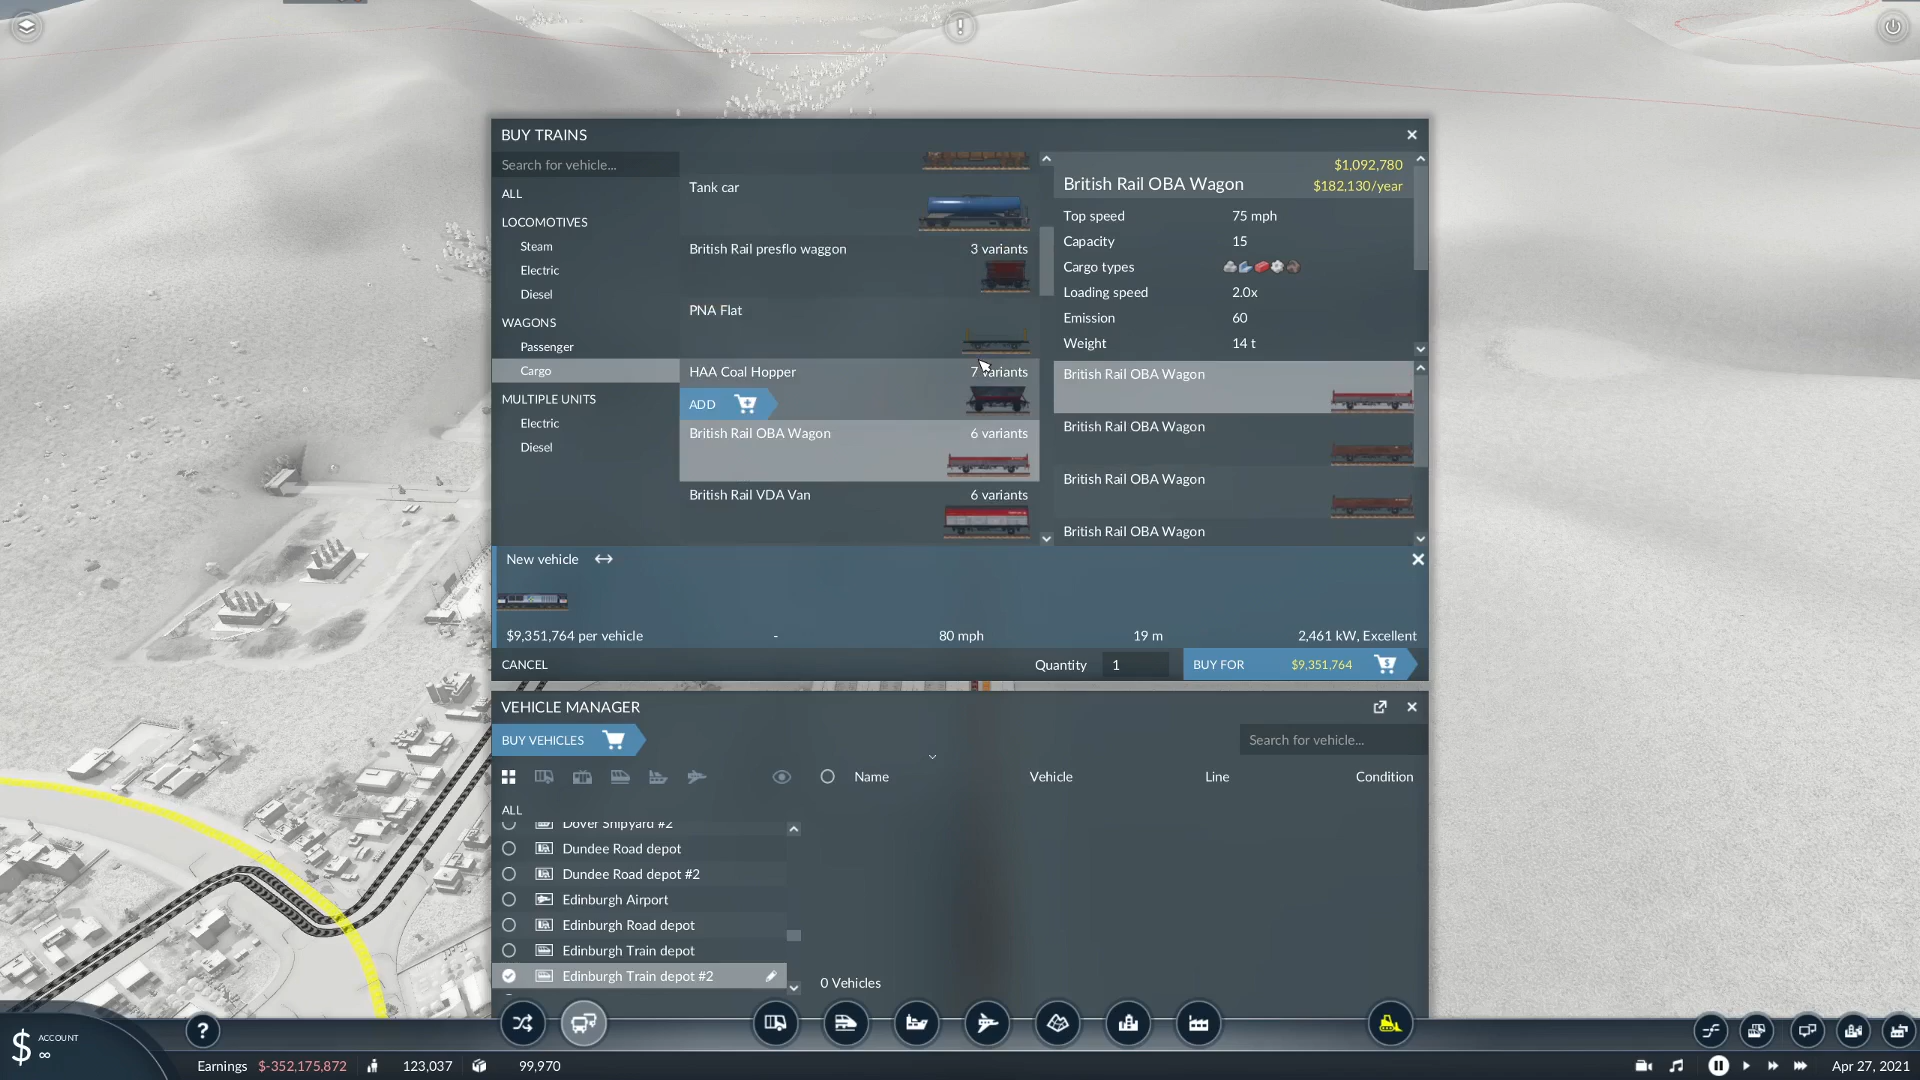 BUY TRAINS
Search for vehicle...
ALL
LOCOMOTIVES
Steam
Electric
Diesel
WAGONS
Passenger
Cargo
MULTIPLE UNITS
Electric
Diesel
Tank car
British Rail presflo waggon 3 variants
PNA Flat
HAA Coal Hopper 7 variants
ADD
British Rail OBA Wagon 6 variants
British Rail VDA Van 6 variants
$1,092,780
British Rail OBA Wagon $182,130/year
Top speed 75 mph
Capacity 15
Cargo types
Loading speed 2.0x
Emission 60
Weight 14 t
British Rail OBA Wagon
British Rail OBA Wagon
British Rail OBA Wagon
British Rail OBA Wagon
New vehicle
$9,351,764 per vehicle - 80 mph 19 m 2,461 kW, Excellent
CANCEL Quantity 1 BUY FOR $9,351,764
VEHICLE MANAGER
BUY VEHICLES Search for vehicle...
Name Vehicle Line Condition
ALL
Dover Shipyard #2
Dundee Road depot
Dundee Road depot #2
Edinburgh Airport
Edinburgh Road depot
Edinburgh Train depot
Edinburgh Train depot #2
0 Vehicles
$ ACCOUNT
∞
?
Earnings $-352,175,872 123,037 99,970 Apr 27, 2021